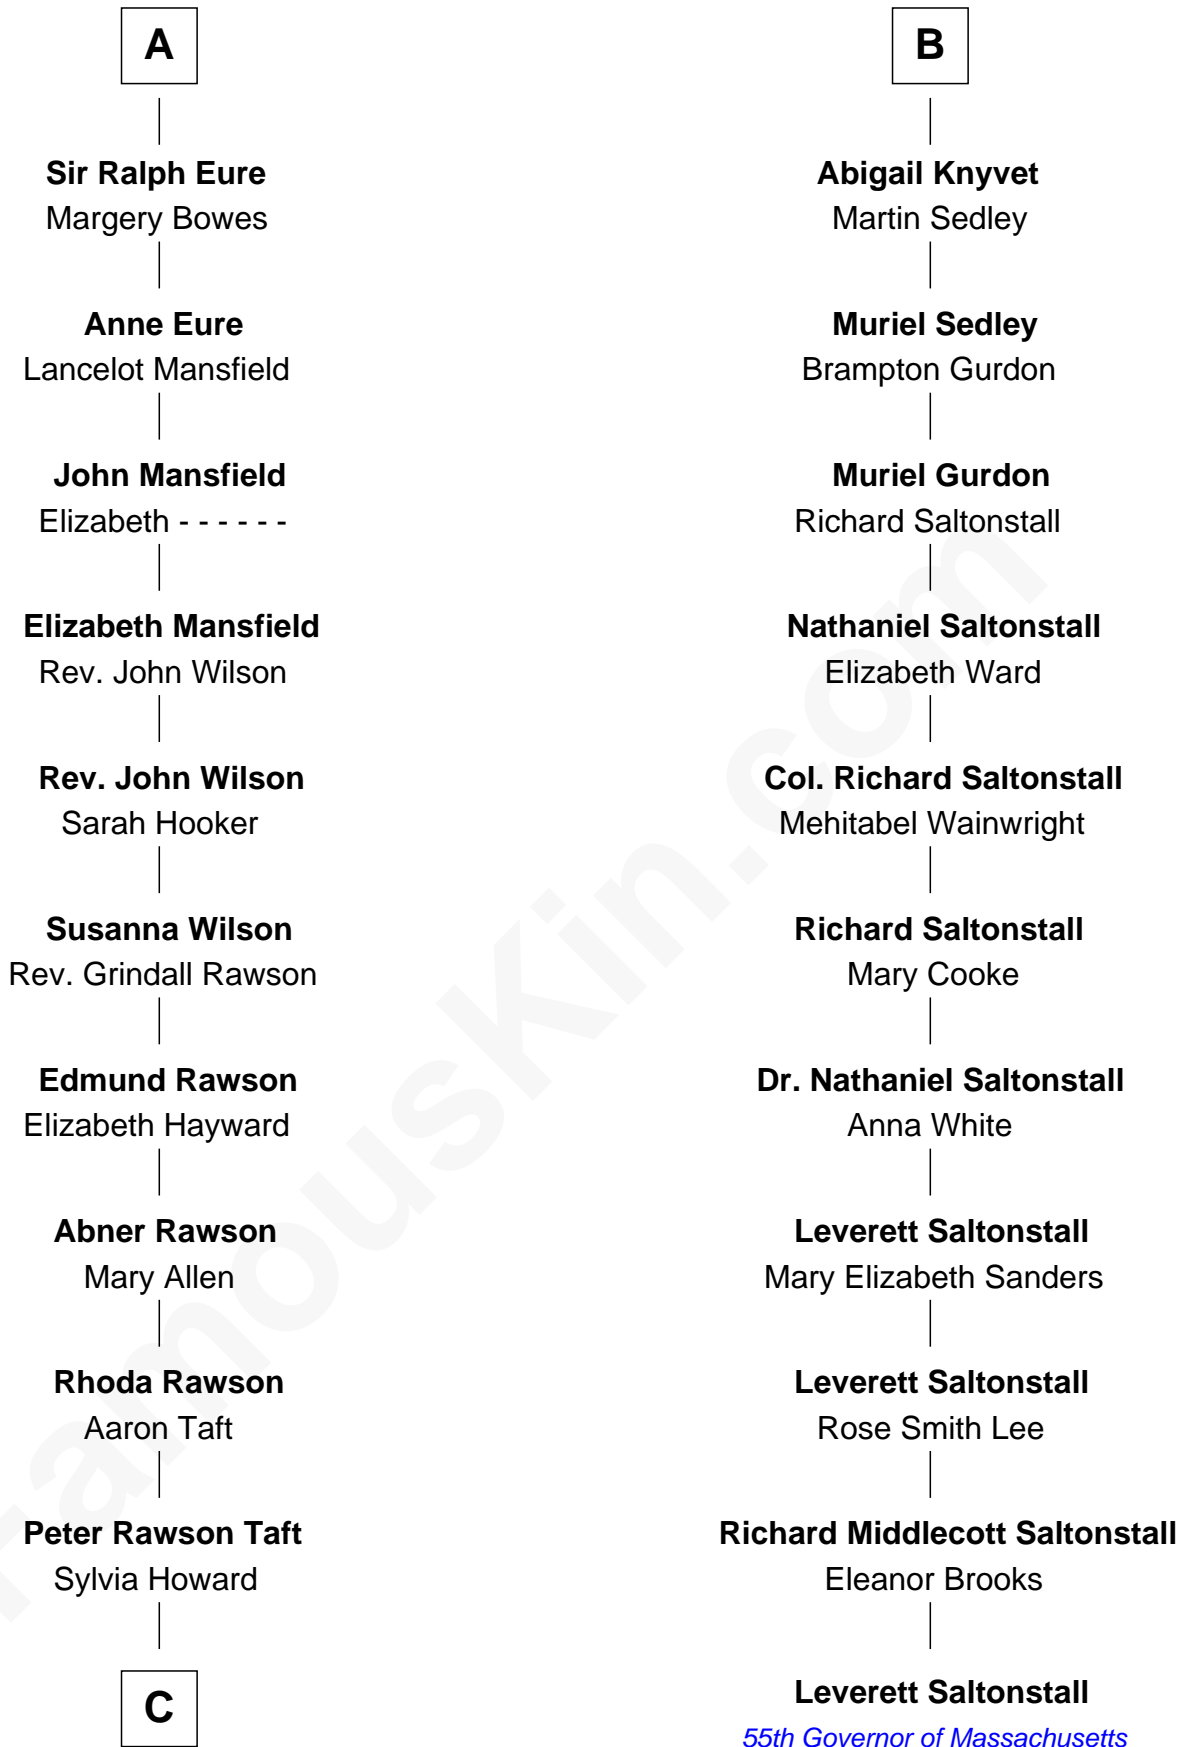 A
Sir Ralph Eure
Margery Bowes
Anne Eure
Lancelot Mansfield
John Mansfield
Elizabeth - - - - - -
Elizabeth Mansfield
Rev. John Wilson
Rev. John Wilson
Sarah Hooker
Susanna Wilson
Rev. Grindall Rawson
Edmund Rawson
Elizabeth Hayward
Abner Rawson
Mary Allen
Rhoda Rawson
Aaron Taft
Peter Rawson Taft
Sylvia Howard
C
B
Abigail Knyvet
Martin Sedley
Muriel Sedley
Brampton Gurdon
Muriel Gurdon
Richard Saltonstall
Nathaniel Saltonstall
Elizabeth Ward
Col. Richard Saltonstall
Mehitabel Wainwright
Richard Saltonstall
Mary Cooke
Dr. Nathaniel Saltonstall
Anna White
Leverett Saltonstall
Mary Elizabeth Sanders
Leverett Saltonstall
Rose Smith Lee
Richard Middlecott Saltonstall
Eleanor Brooks
Leverett Saltonstall
55th Governor of Massachusetts
FamousKin.com